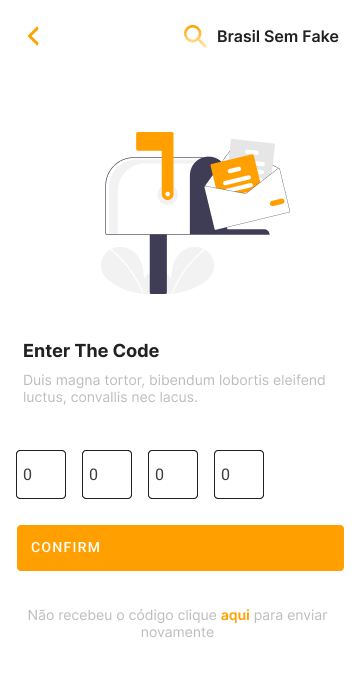 Brasil Sem Fake
Enter The Code
Duis magna tortor, bibendum lobortis eleifend
luctus, convallis nec lacus.
0 0 0 0
CONFIRM
Não recebeu o código clique aqui para enviar
novamente